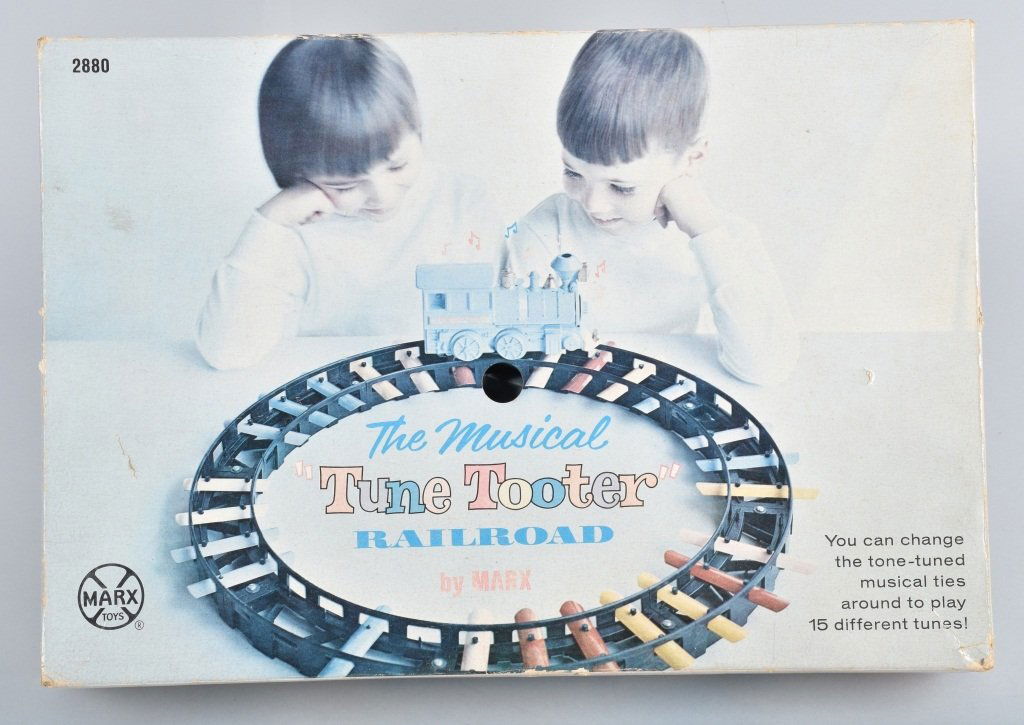 2880
The Musical
"Tune Tooter"
RAILROAD
by MARX
You can change
the tone-tuned
musical ties
around to play
15 different tunes!
MARX
TOYS
®